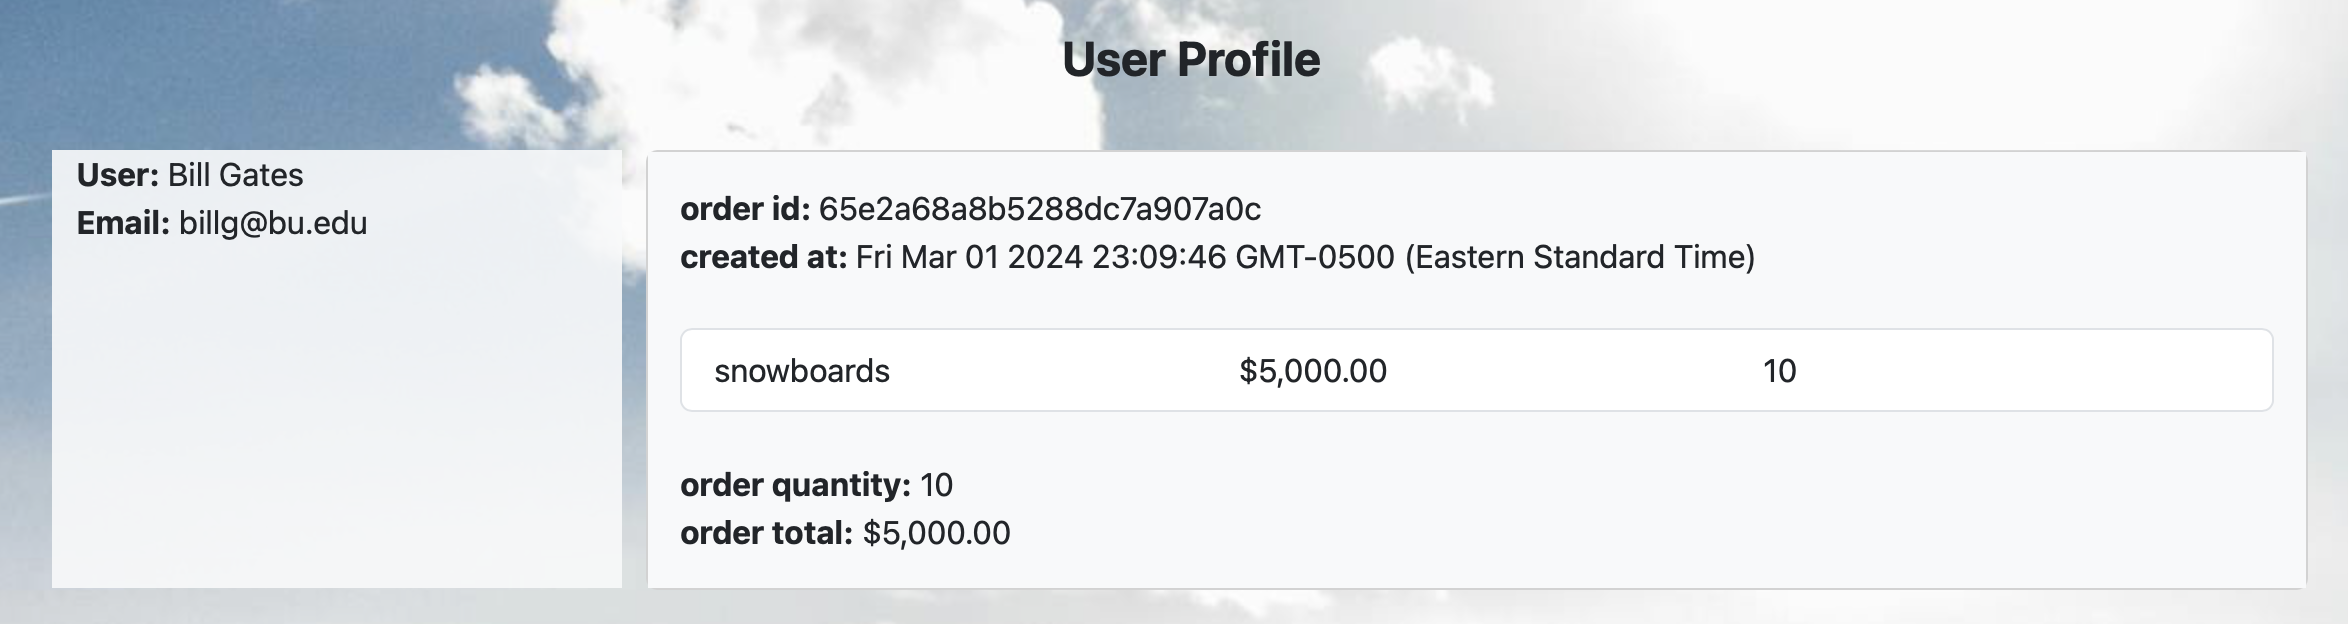 User Profile
User: Bill Gates
Email: billg@bu.edu
order id: 65e2a68a8b5288dc7a907a0c
created at: Fri Mar 01 2024 23:09:46 GMT-0500 (Eastern Standard Time)
snowboards $5,000.00 10
order quantity: 10
order total: $5,000.00